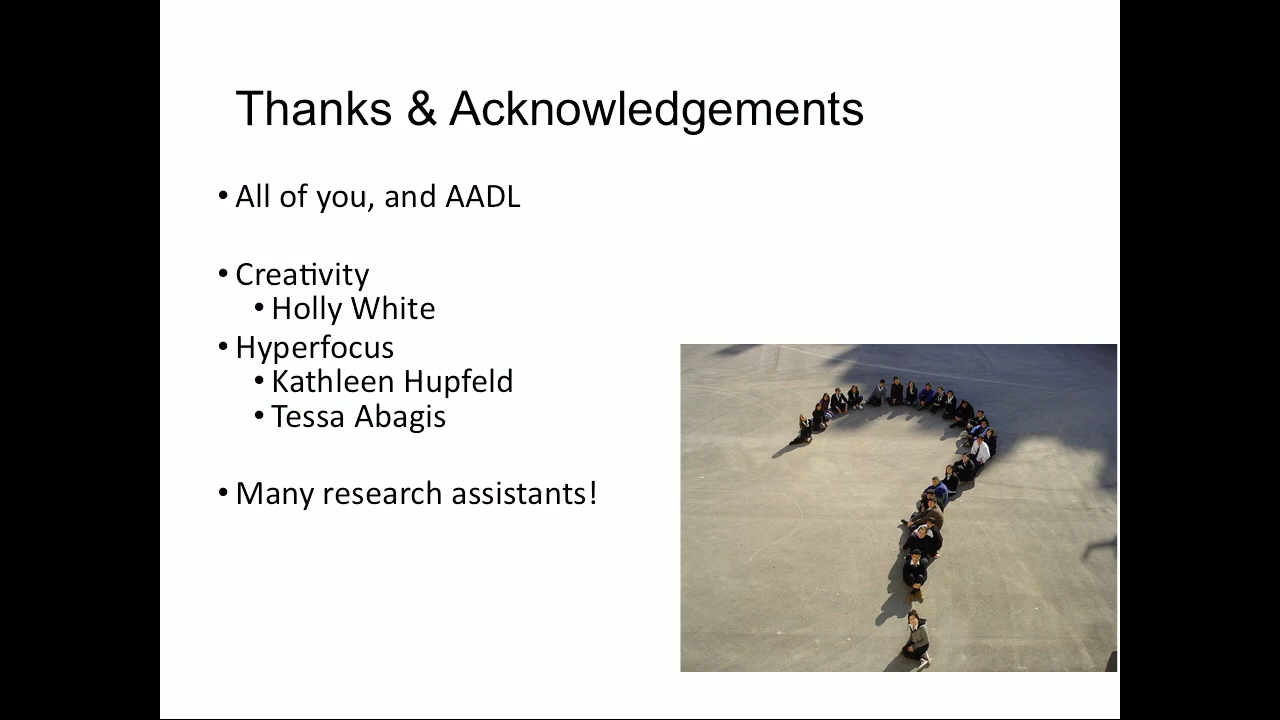 Thanks & Acknowledgements
• All of you, and AADL
• Creativity
• Holly White
• Hyperfocus
• Kathleen Hupfeld
• Tessa Abagis
• Many research assistants!